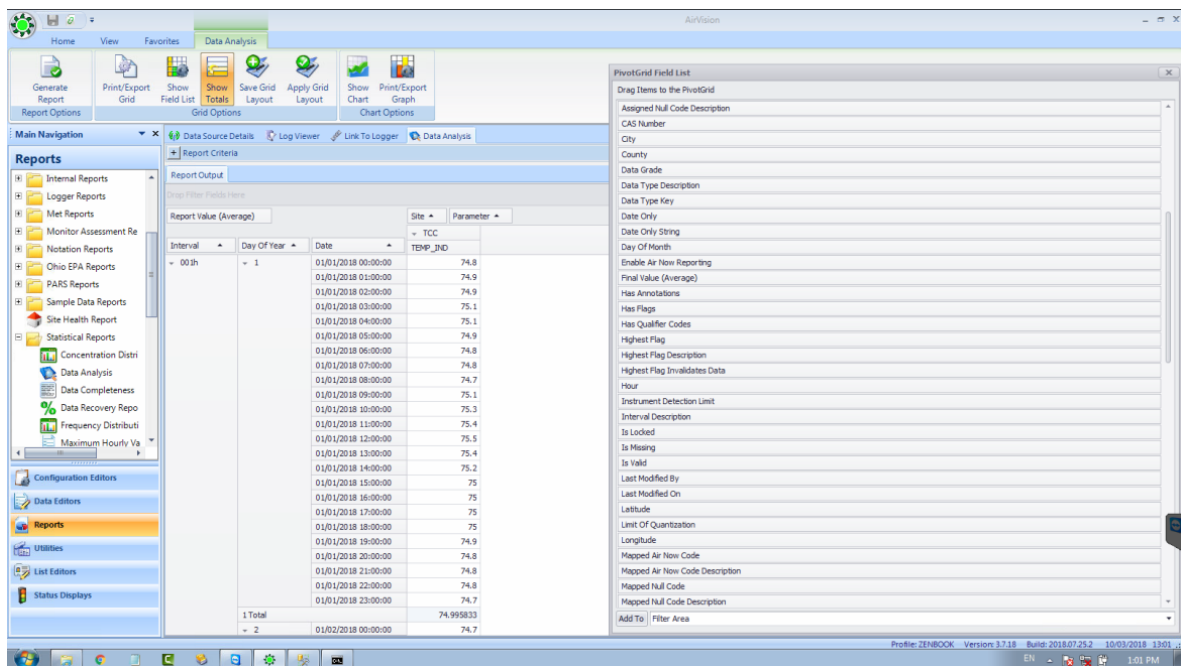 AirVision
Home View Favorites Data Analysis
Generate Report
Print/Export Grid
Show Field List
Show Totals
Save Grid Layout
Apply Grid Layout
Show Chart
Print/Export Graph
Report Options Grid Options Chart Options
Main Navigation
Data Source Details Log Viewer Link To Logger Data Analysis
Report Criteria
Reports
Internal Reports
Logger Reports
Met Reports
Monitor Assessment Re
Notation Reports
Ohio EPA Reports
PARS Reports
Sample Data Reports
Site Health Report
Statistical Reports
Concentration Distri
Data Analysis
Data Completeness
Data Recovery Repo
Frequency Distributi
Maximum Hourly Va
Configuration Editors
Data Editors
Reports
Utilities
List Editors
Status Displays
Report Output
Drop Filter Fields Here
Report Value (Average) Site Parameter
TCC
Interval Day Of Year Date TEMP_IND
001h 1 01/01/2018 00:00:00 74.8
01/01/2018 01:00:00 74.9
01/01/2018 02:00:00 74.9
01/01/2018 03:00:00 75.1
01/01/2018 04:00:00 75.1
01/01/2018 05:00:00 74.9
01/01/2018 06:00:00 74.8
01/01/2018 07:00:00 74.8
01/01/2018 08:00:00 74.7
01/01/2018 09:00:00 75.1
01/01/2018 10:00:00 75.3
01/01/2018 11:00:00 75.4
01/01/2018 12:00:00 75.5
01/01/2018 13:00:00 75.4
01/01/2018 14:00:00 75.2
01/01/2018 15:00:00 75
01/01/2018 16:00:00 75
01/01/2018 17:00:00 75
01/01/2018 18:00:00 75
01/01/2018 19:00:00 74.9
01/01/2018 20:00:00 74.8
01/01/2018 21:00:00 74.8
01/01/2018 22:00:00 74.8
01/01/2018 23:00:00 74.7
1 Total 74.995833
2 01/02/2018 00:00:00 74.7
PivotGrid Field List
Drag Items to the PivotGrid
Assigned Null Code Description
CAS Number
City
County
Data Grade
Data Type Description
Data Type Key
Date Only
Date Only String
Day Of Month
Enable Air Now Reporting
Final Value (Average)
Has Annotations
Has Flags
Has Qualifier Codes
Highest Flag
Highest Flag Description
Highest Flag Invalidates Data
Hour
Instrument Detection Limit
Interval Description
Is Locked
Is Missing
Is Valid
Last Modified By
Last Modified On
Latitude
Limit Of Quantization
Longitude
Mapped Air Now Code
Mapped Air Now Code Description
Mapped Null Code
Mapped Null Code Description
Add To Filter Area
Profile: ZENBOOK Version: 3.7.18 Build: 2018.07.25.2 10/03/2018 13:01
EN 1:01 PM